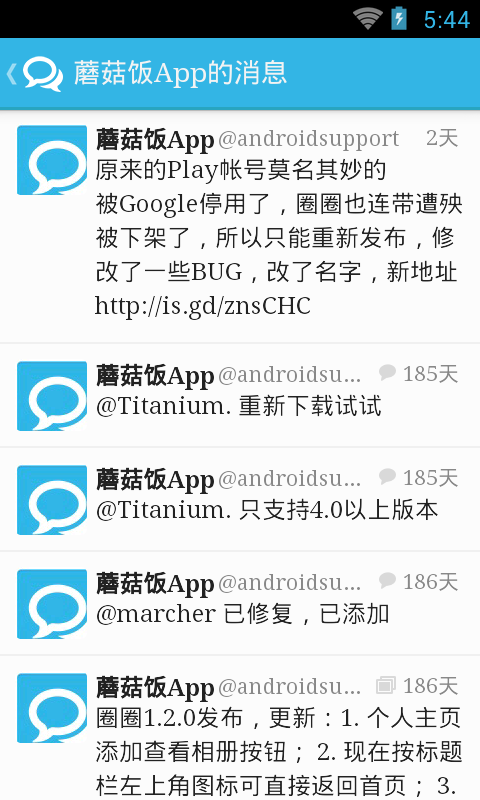 5:44
蘑菇饭App的消息
蘑菇饭App @androidsupport 2天
原来的Play帐号莫名其妙的
被Google停用了，圈圈也连带遭殃
被下架了，所以只能重新发布，修
改了一些BUG，改了名字，新地址
http://is.gd/znsCHC
蘑菇饭App @androidsu... 185天
@Titanium. 重新下载试试
蘑菇饭App @androidsu... 185天
@Titanium. 只支持4.0以上版本
蘑菇饭App @androidsu... 186天
@marcher 已修复，已添加
蘑菇饭App @androidsu... 186天
圈圈1.2.0发布，更新：1. 个人主页
添加查看相册按钮； 2. 现在按标题
栏左上角图标可直接返回首页； 3.